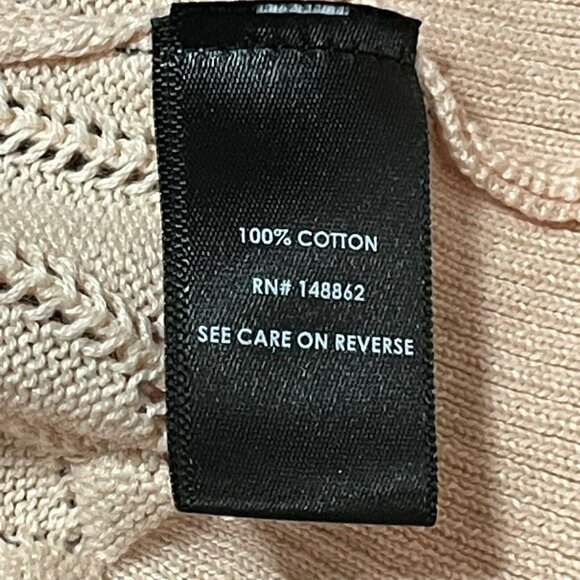 100% COTTON
RN# 148862
SEE CARE ON REVERSE